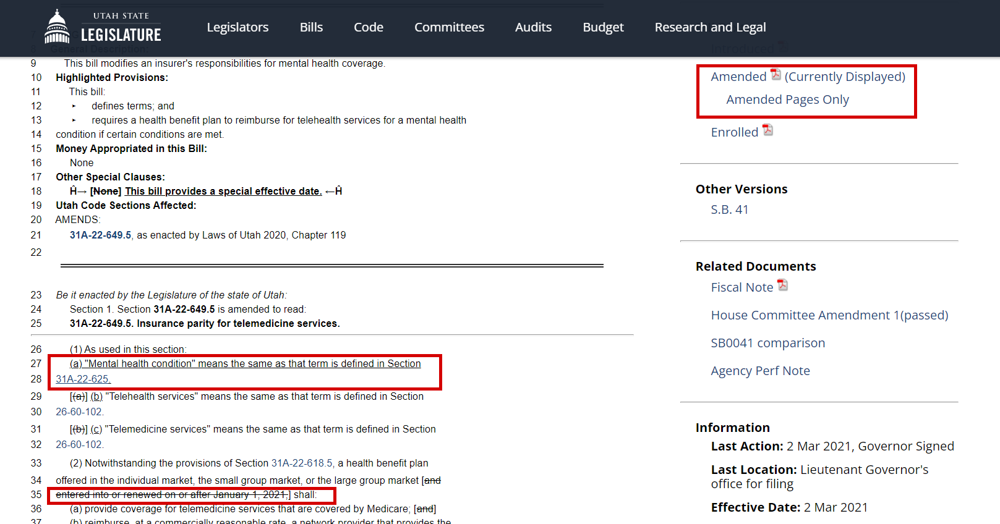 UTAH STATE
LEGISLATURE
Legislators
Bills
Code
Committees
Audits
Budget
Research and Legal
7
8 General Description:
9 This bill modifies an insurer's responsibilities for mental health coverage.
10 Highlighted Provisions:
11 This bill:
12 ▸ defines terms; and
13 ▸ requires a health benefit plan to reimburse for telehealth services for a mental health
14 condition if certain conditions are met.
15 Money Appropriated in this Bill:
16 None
17 Other Special Clauses:
18 Ĥ→ [None] This bill provides a special effective date. ←Ĥ
19 Utah Code Sections Affected:
20 AMENDS:
21 31A-22-649.5, as enacted by Laws of Utah 2020, Chapter 119
22
23 Be it enacted by the Legislature of the state of Utah:
24 Section 1. Section 31A-22-649.5 is amended to read:
25 31A-22-649.5. Insurance parity for telemedicine services.
26 (1) As used in this section:
27 (a) "Mental health condition" means the same as that term is defined in Section
28 31A-22-625.
29 [(a)] (b) "Telehealth services" means the same as that term is defined in Section
30 26-60-102.
31 [(b)] (c) "Telemedicine services" means the same as that term is defined in Section
32 26-60-102.
33 (2) Notwithstanding the provisions of Section 31A-22-618.5, a health benefit plan
34 offered in the individual market, the small group market, or the large group market [and
35 entered into or renewed on or after January 1, 2021,] shall:
36 (a) provide coverage for telemedicine services that are covered by Medicare; [and]
37 (b) reimburse, at a commercially reasonable rate, a network provider that provides the
Introduced
Amended (Currently Displayed)
Amended Pages Only
Enrolled
Other Versions
S.B. 41
Related Documents
Fiscal Note
House Committee Amendment 1(passed)
SB0041 comparison
Agency Perf Note
Information
Last Action: 2 Mar 2021, Governor Signed
Last Location: Lieutenant Governor's
office for filing
Effective Date: 2 Mar 2021